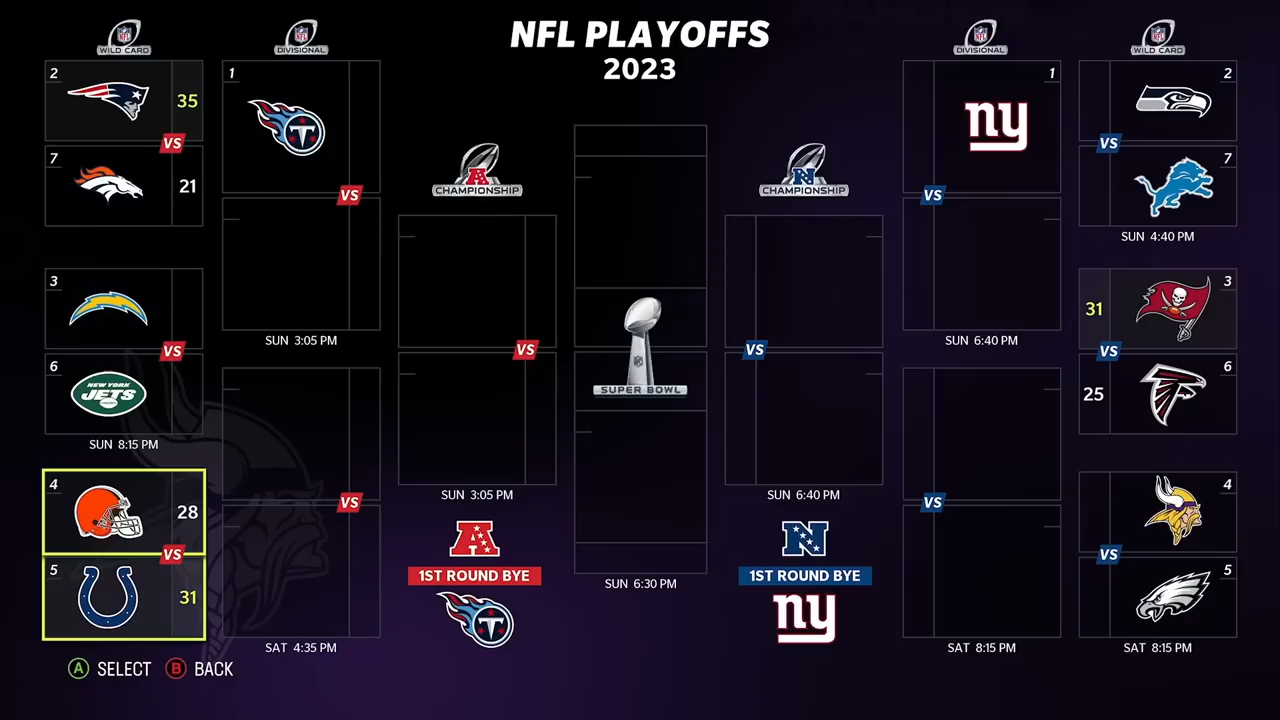 NFL PLAYOFFS
2023
WILD CARD
2
35
VS
7
21
3
VS
6
NEW YORK
JETS
SUN 8:15 PM
4
28
VS
5
31
DIVISIONAL
1
T
VS
SUN 3:05 PM
VS
SAT 4:35 PM
A
CHAMPIONSHIP
VS
SUN 3:05 PM
A
1ST ROUND BYE
T
SUPER BOWL
SUN 6:30 PM
N
CHAMPIONSHIP
VS
SUN 6:40 PM
N
1ST ROUND BYE
ny
DIVISIONAL
1
ny
VS
SUN 6:40 PM
VS
SAT 8:15 PM
WILD CARD
2
VS
7
SUN 4:40 PM
31
3
VS
25
6
4
VS
5
SAT 8:15 PM
A SELECT B BACK